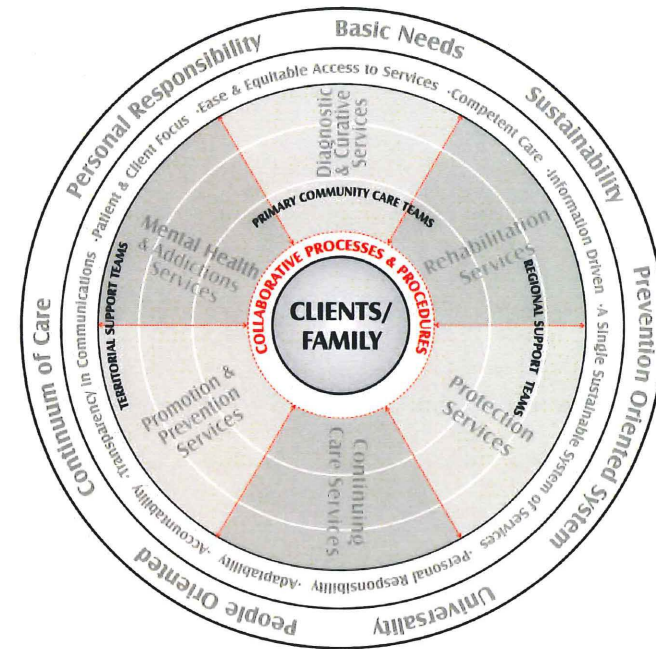 Basic Needs
Sustainability
Prevention Oriented System
Universality
People Oriented
Continuum of Care
Personal Responsibility
·Ease & Equitable Access to Services ·Competent Care ·Information Driven ·A Single Sustainable System of Services ·Personal Responsibility ·Adaptability ·Accountability ·Transparency In Communications ·Patient & Client Focus
Diagnostic
& Curative
Services
Rehabilitation
Services
Protection
Services
Continuing
Care Services
Promotion &
Prevention
Services
Mental Health
& Addictions
Services
PRIMARY COMMUNITY CARE TEAMS
REGIONAL SUPPORT TEAMS
TERRITORIAL SUPPORT TEAMS
COLLABORATIVE PROCESSES & PROCEDURES
CLIENTS/
FAMILY